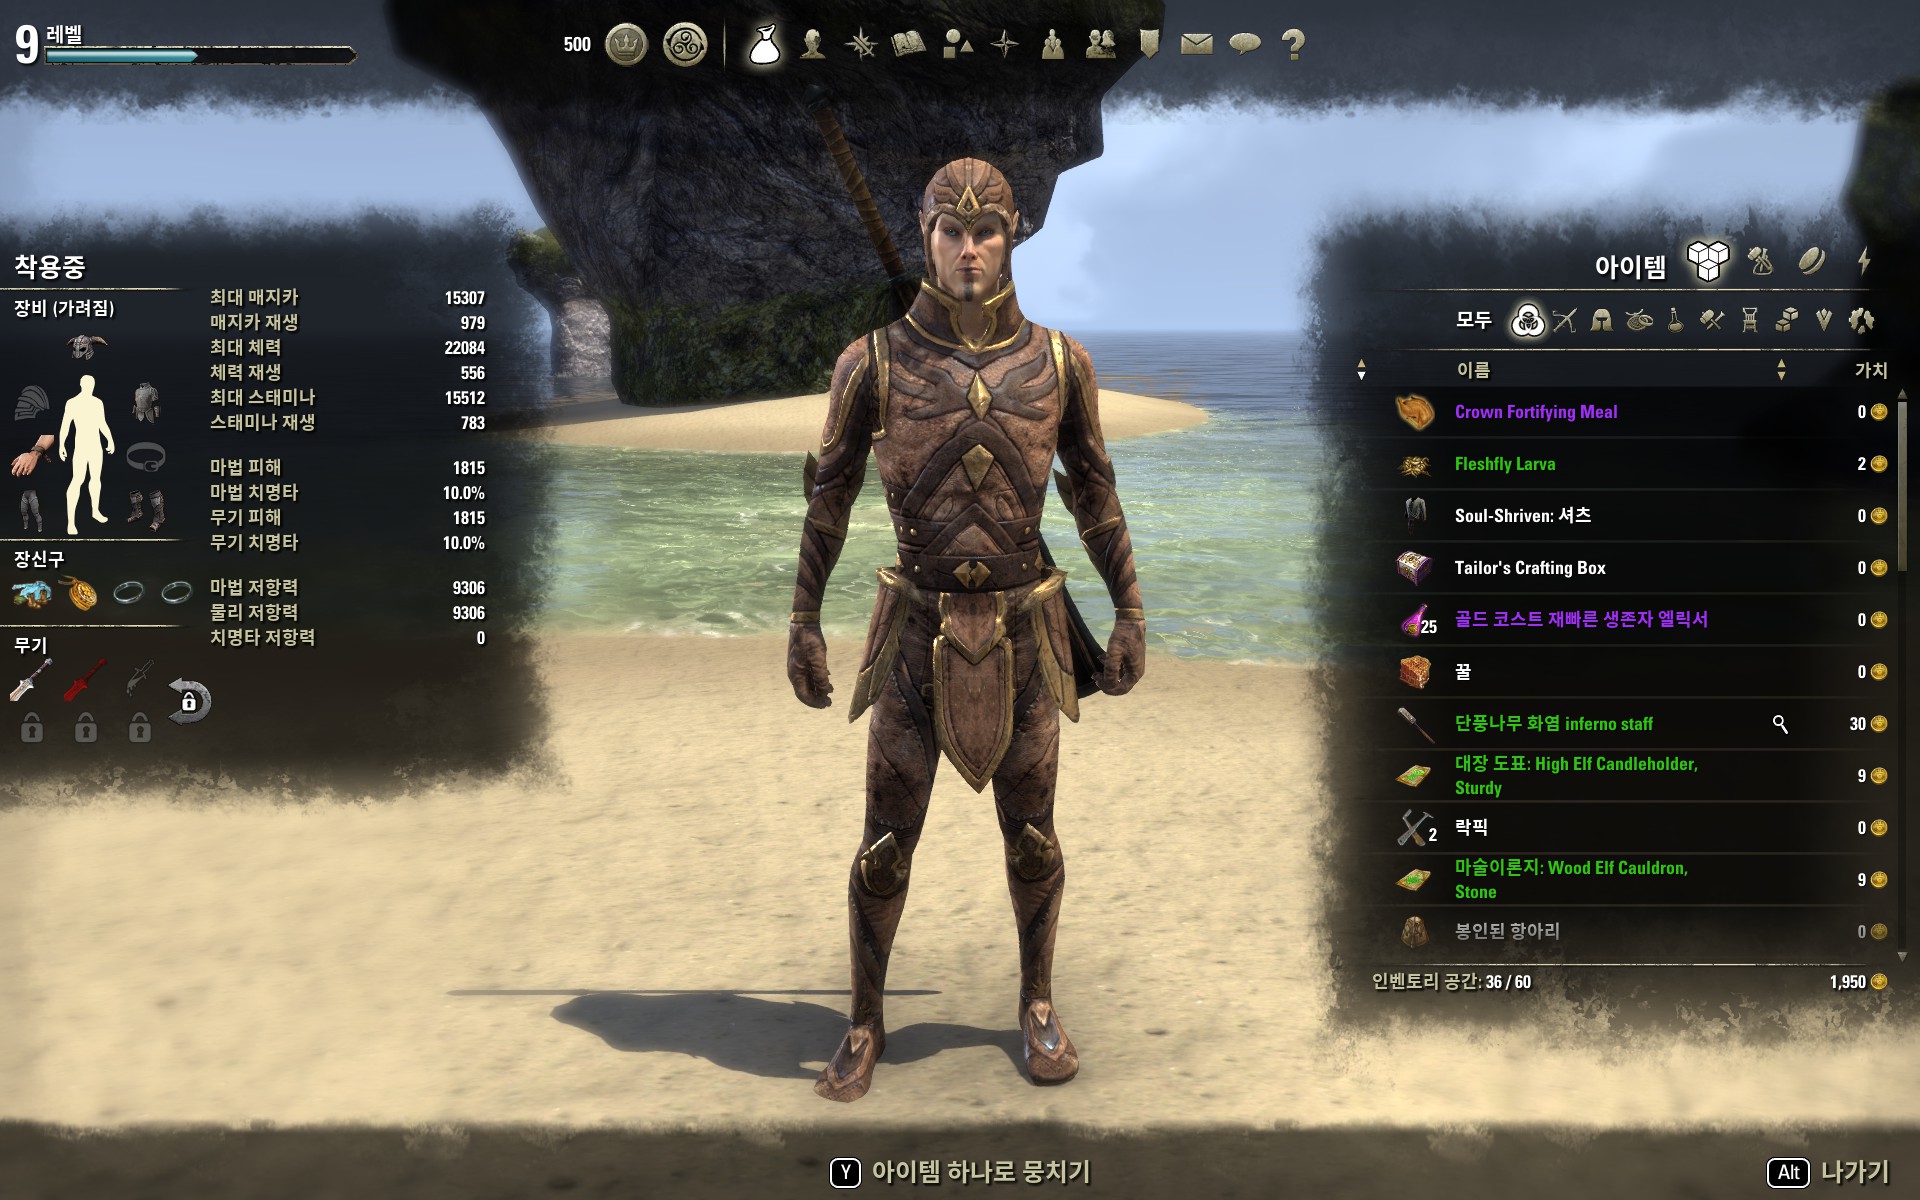 9 레벨
500
착용중
장비 (가려짐)
최대 매지카 15307
매지카 재생 979
최대 체력 22084
체력 재생 556
최대 스태미나 15512
스태미나 재생 783
마법 피해 1815
마법 치명타 10.0%
무기 피해 1815
무기 치명타 10.0%
장신구
마법 저항력 9306
물리 저항력 9306
치명타 저항력 0
무기
아이템
모두
이름 가치
Crown Fortifying Meal 0
Fleshfly Larva 2
Soul-Shriven: 셔츠 0
Tailor's Crafting Box 0
25 골드 코스트 재빠른 생존자 엘릭서 0
꿀 0
단풍나무 화염 inferno staff 30
대장 도표: High Elf Candleholder,
Sturdy 9
2 락픽 0
마술이론지: Wood Elf Cauldron,
Stone 9
봉인된 항아리 0
인벤토리 공간: 36 / 60 1,950
Y 아이템 하나로 뭉치기
Alt 나가기